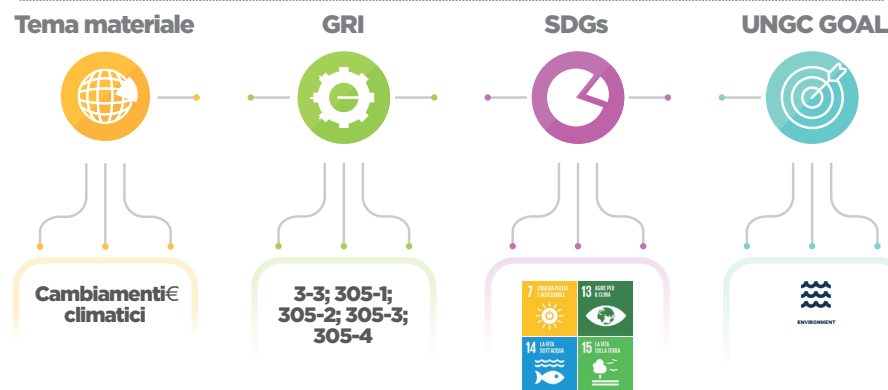 Tema materiale
GRI
SDGs
UNGC GOAL
Cambiamenti€
climatici
3-3; 305-1;
305-2; 305-3;
305-4
7 ENERGIA PULITA
E ACCESSIBILE
13 AGIRE PER
IL CLIMA
14 LA VITA
SOTT'ACQUA
15 LA VITA
SULLA TERRA
ENVIRONMENT